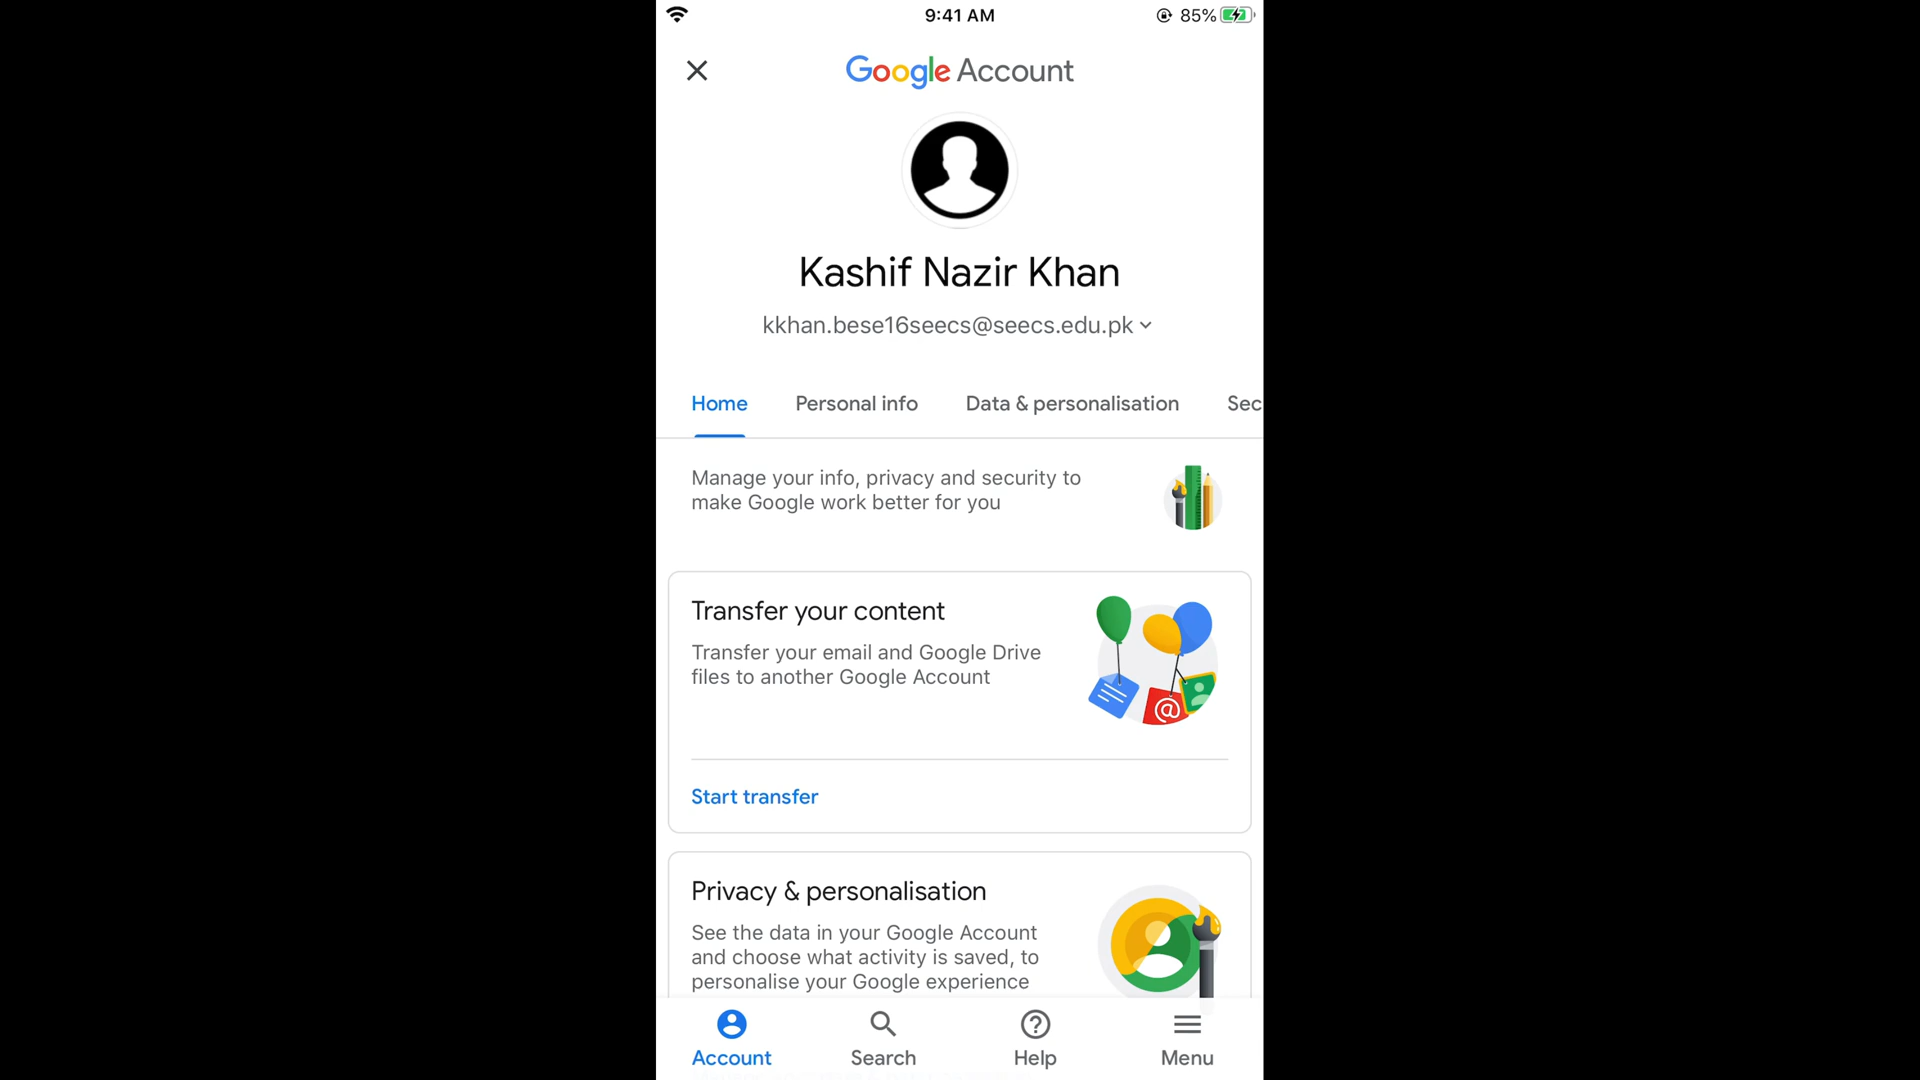 9:41 AM
85%
Google Account
Kashif Nazir Khan
kkhan.bese16seecs@seecs.edu.pk
Home Personal info Data & personalisation Sec
Manage your info, privacy and security to
make Google work better for you
Transfer your content
Transfer your email and Google Drive
files to another Google Account
@
Start transfer
Privacy & personalisation
See the data in your Google Account
and choose what activity is saved, to
personalise your Google experience
Account Search Help Menu